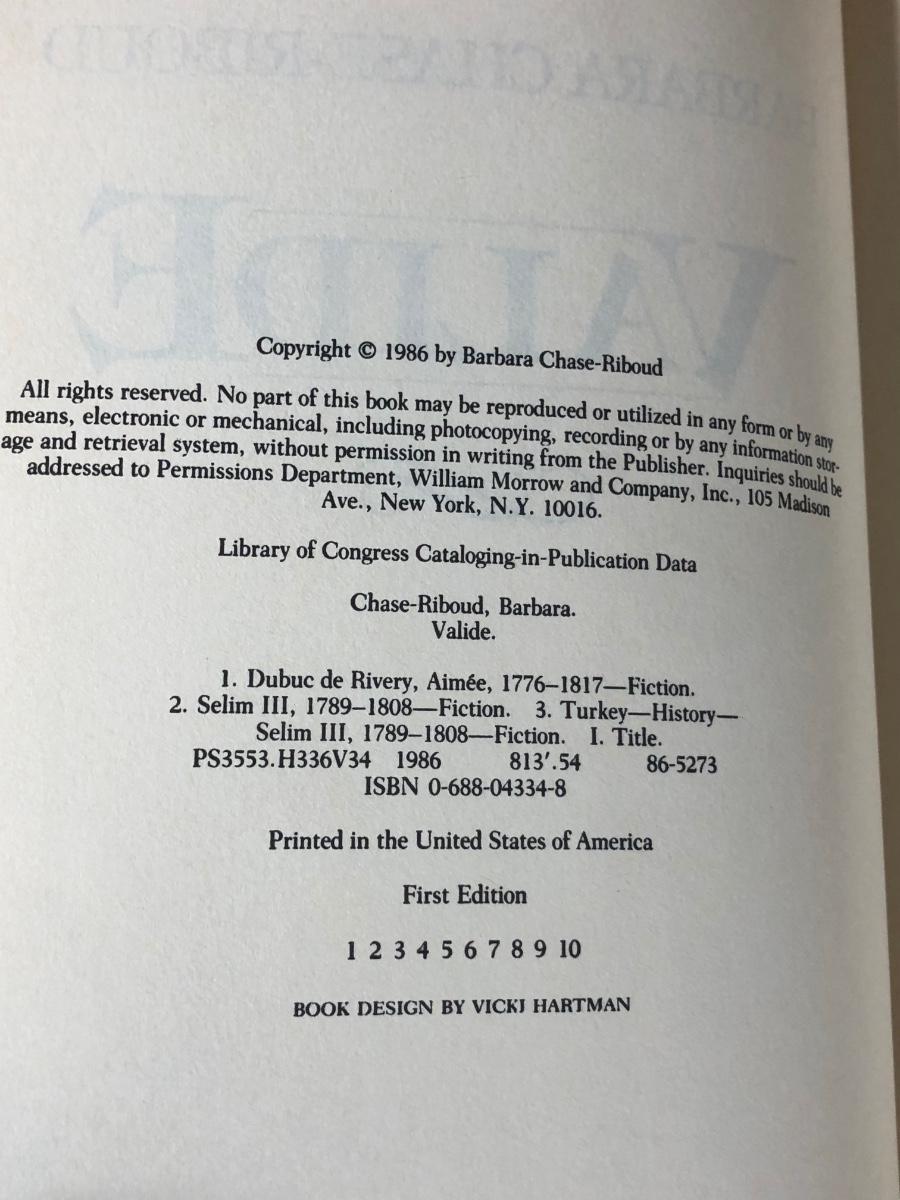 Copyright © 1986 by Barbara Chase-Riboud
All rights reserved. No part of this book may be reproduced or utilized in any form or by any
means, electronic or mechanical, including photocopying, recording or by any information stor-
age and retrieval system, without permission in writing from the Publisher. Inquiries should be
addressed to Permissions Department, William Morrow and Company, Inc., 105 Madison
Ave., New York, N.Y. 10016.
Library of Congress Cataloging-in-Publication Data
Chase-Riboud, Barbara.
Valide.
1. Dubuc de Rivery, Aimée, 1776–1817—Fiction.
2. Selim III, 1789–1808—Fiction. 3. Turkey—History—
Selim III, 1789–1808—Fiction. I. Title.
PS3553.H336V34 1986 813'.54 86-5273
ISBN 0-688-04334-8
Printed in the United States of America
First Edition
1 2 3 4 5 6 7 8 9 10
BOOK DESIGN BY VICKI HARTMAN